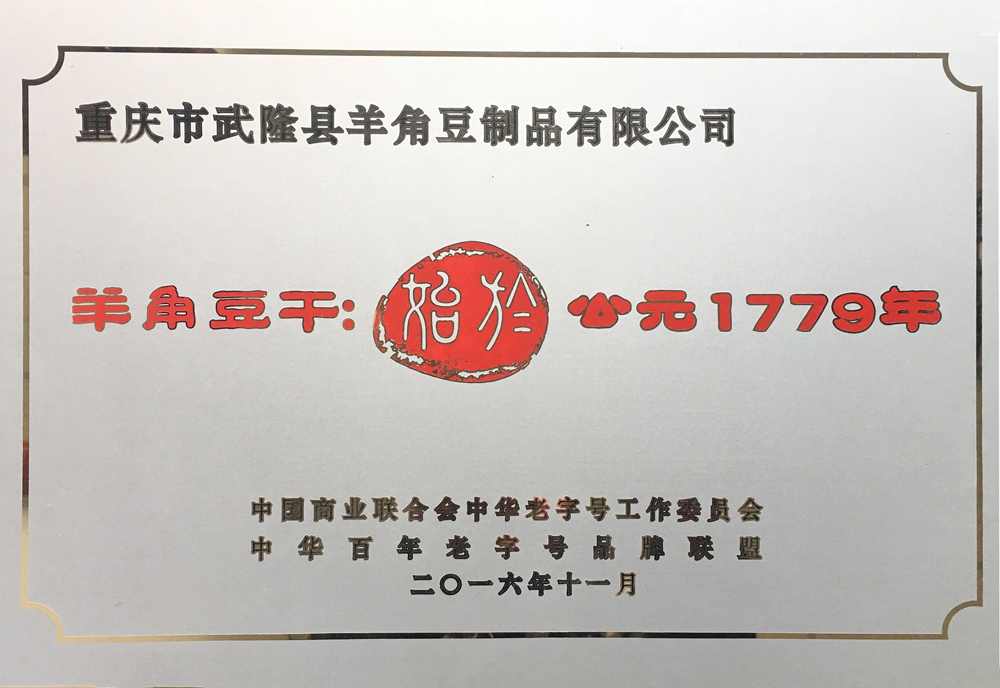 重庆市武隆县羊角豆制品有限公司
羊角豆干:始於公元1779年
中国商业联合会中华老字号工作委员会
中华百年老字号品牌联盟
二〇一六年十一月